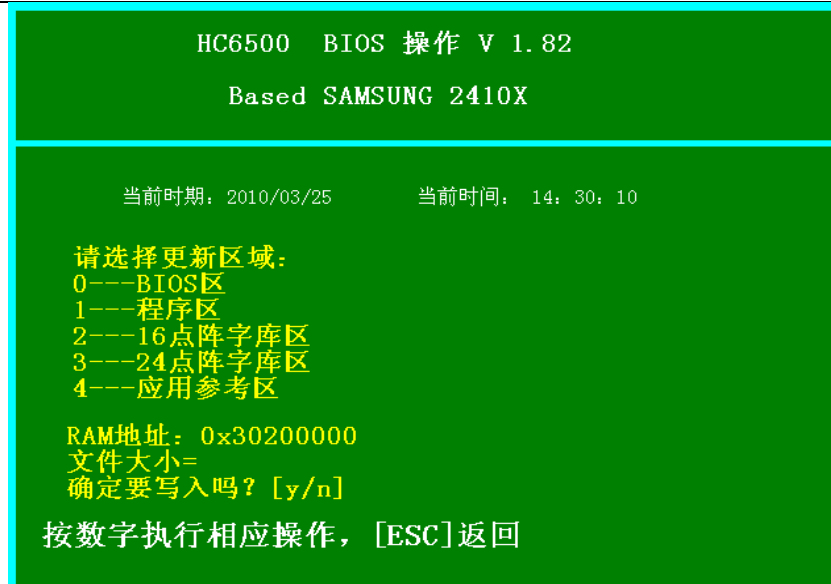 HC6500 BIOS 操作 V 1.82
Based SAMSUNG 2410X
当前时期：2010/03/25 当前时间： 14：30：10
请选择更新区域：
0---BIOS区
1---程序区
2---16点阵字库区
3---24点阵字库区
4---应用参考区
RAM地址：0x30200000
文件大小=
确定要写入吗？[y/n]
按数字执行相应操作，[ESC]返回